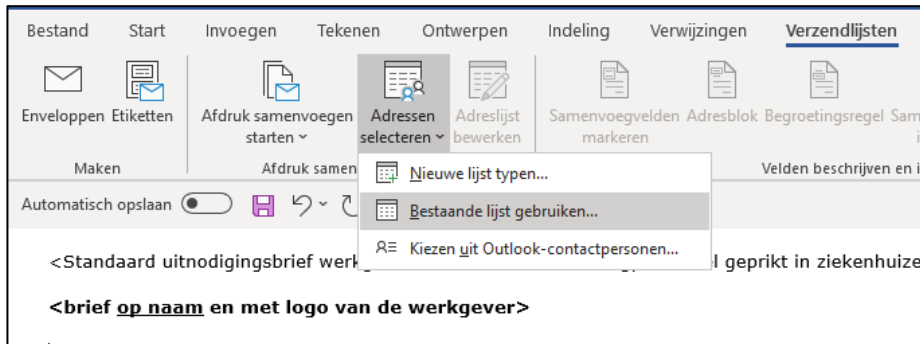 Bestand Start Invoegen Tekenen Ontwerpen Indeling Verwijzingen Verzendlijsten
Enveloppen Etiketten Afdruk samenvoegen Adressen Adreslijst Samenvoegvelden Adresblok Begroetingsregel Sam
starten selecteren bewerken markeren
Maken Afdruk samen Velden beschrijven en i
Nieuwe lijst typen...
Automatisch opslaan
Bestaande lijst gebruiken...
Kiezen uit Outlook-contactpersonen...
<Standaard uitnodigingsbrief werk l geprikt in ziekenhuize
<brief op naam en met logo van de werkgever>